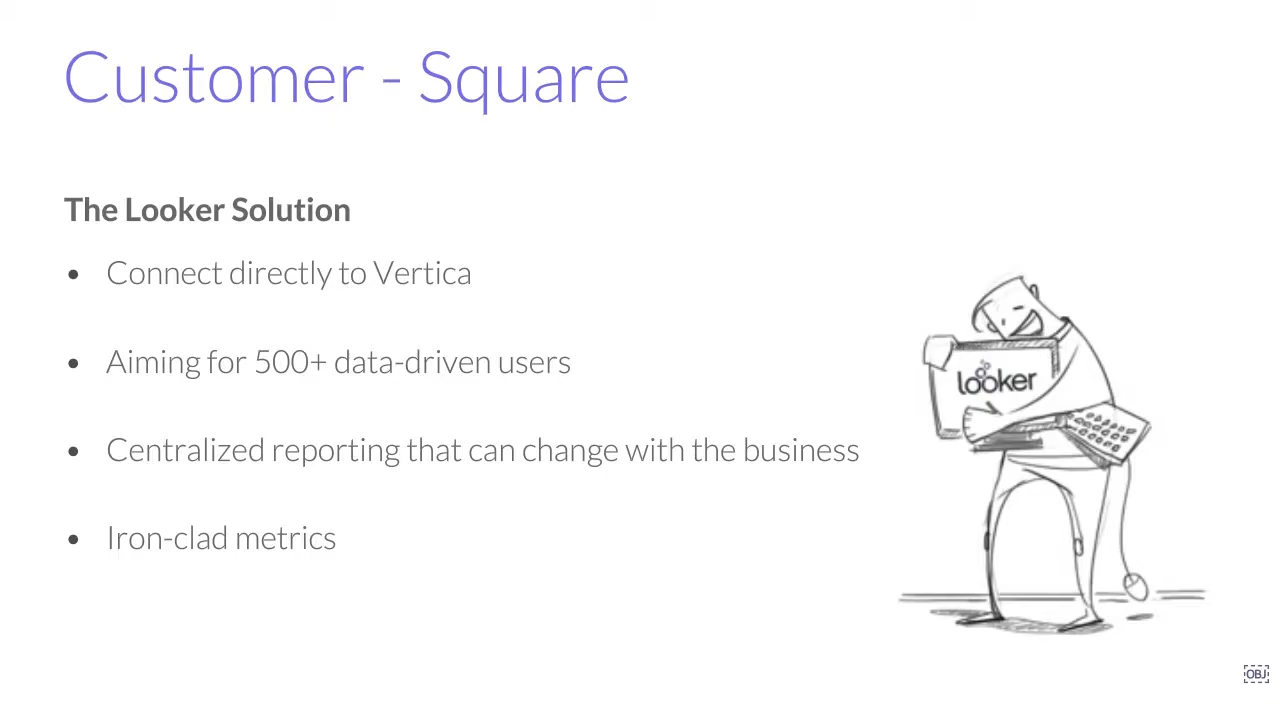 Customer - Square
The Looker Solution
• Connect directly to Vertica
• Aiming for 500+ data-driven users
• Centralized reporting that can change with the business
• Iron-clad metrics
looker
OBJ